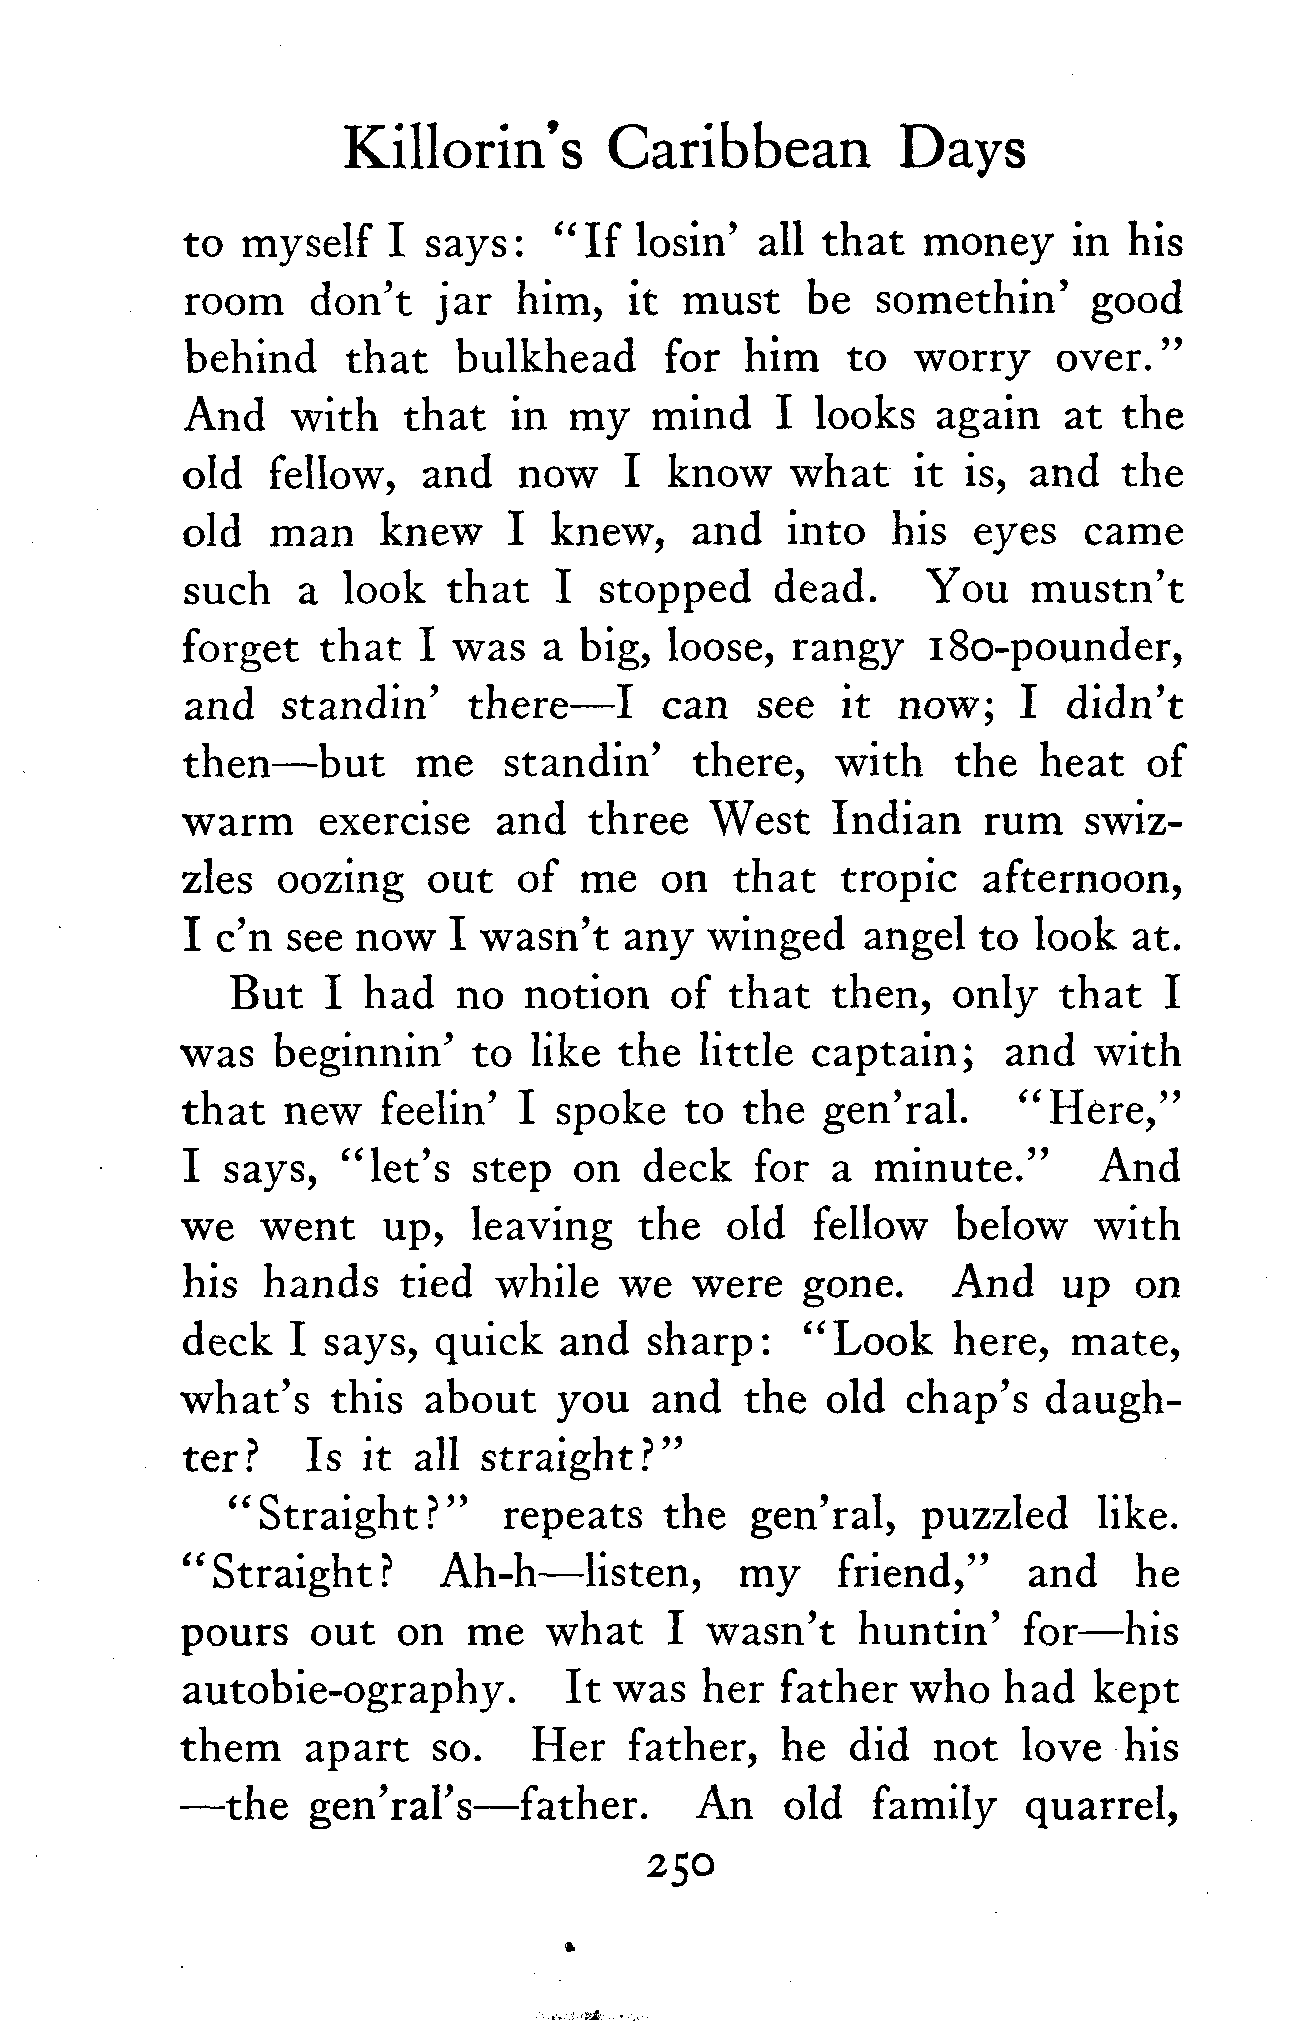 Killorin's Caribbean Days
to myself I says: "If losin' all that money in his
room don't jar him, it must be somethin' good
behind that bulkhead for him to worry over."
And with that in my mind I looks again at the
old fellow, and now I know what it is, and the
old man knew I knew, and into his eyes came
such a look that I stopped dead. You mustn't
forget that I was a big, loose, rangy 180-pounder,
and standin' there—I can see it now; I didn't
then—but me standin' there, with the heat of
warm exercise and three West Indian rum swiz-
zles oozing out of me on that tropic afternoon,
I c'n see now I wasn't any winged angel to look at.
But I had no notion of that then, only that I
was beginnin' to like the little captain; and with
that new feelin' I spoke to the gen'ral. "Here,"
I says, "let's step on deck for a minute." And
we went up, leaving the old fellow below with
his hands tied while we were gone. And up on
deck I says, quick and sharp: "Look here, mate,
what's this about you and the old chap's daugh-
ter? Is it all straight?"
"Straight?" repeats the gen'ral, puzzled like.
"Straight? Ah-h—listen, my friend," and he
pours out on me what I wasn't huntin' for—his
autobie-ography. It was her father who had kept
them apart so. Her father, he did not love his
—the gen'ral's—father. An old family quarrel,
250